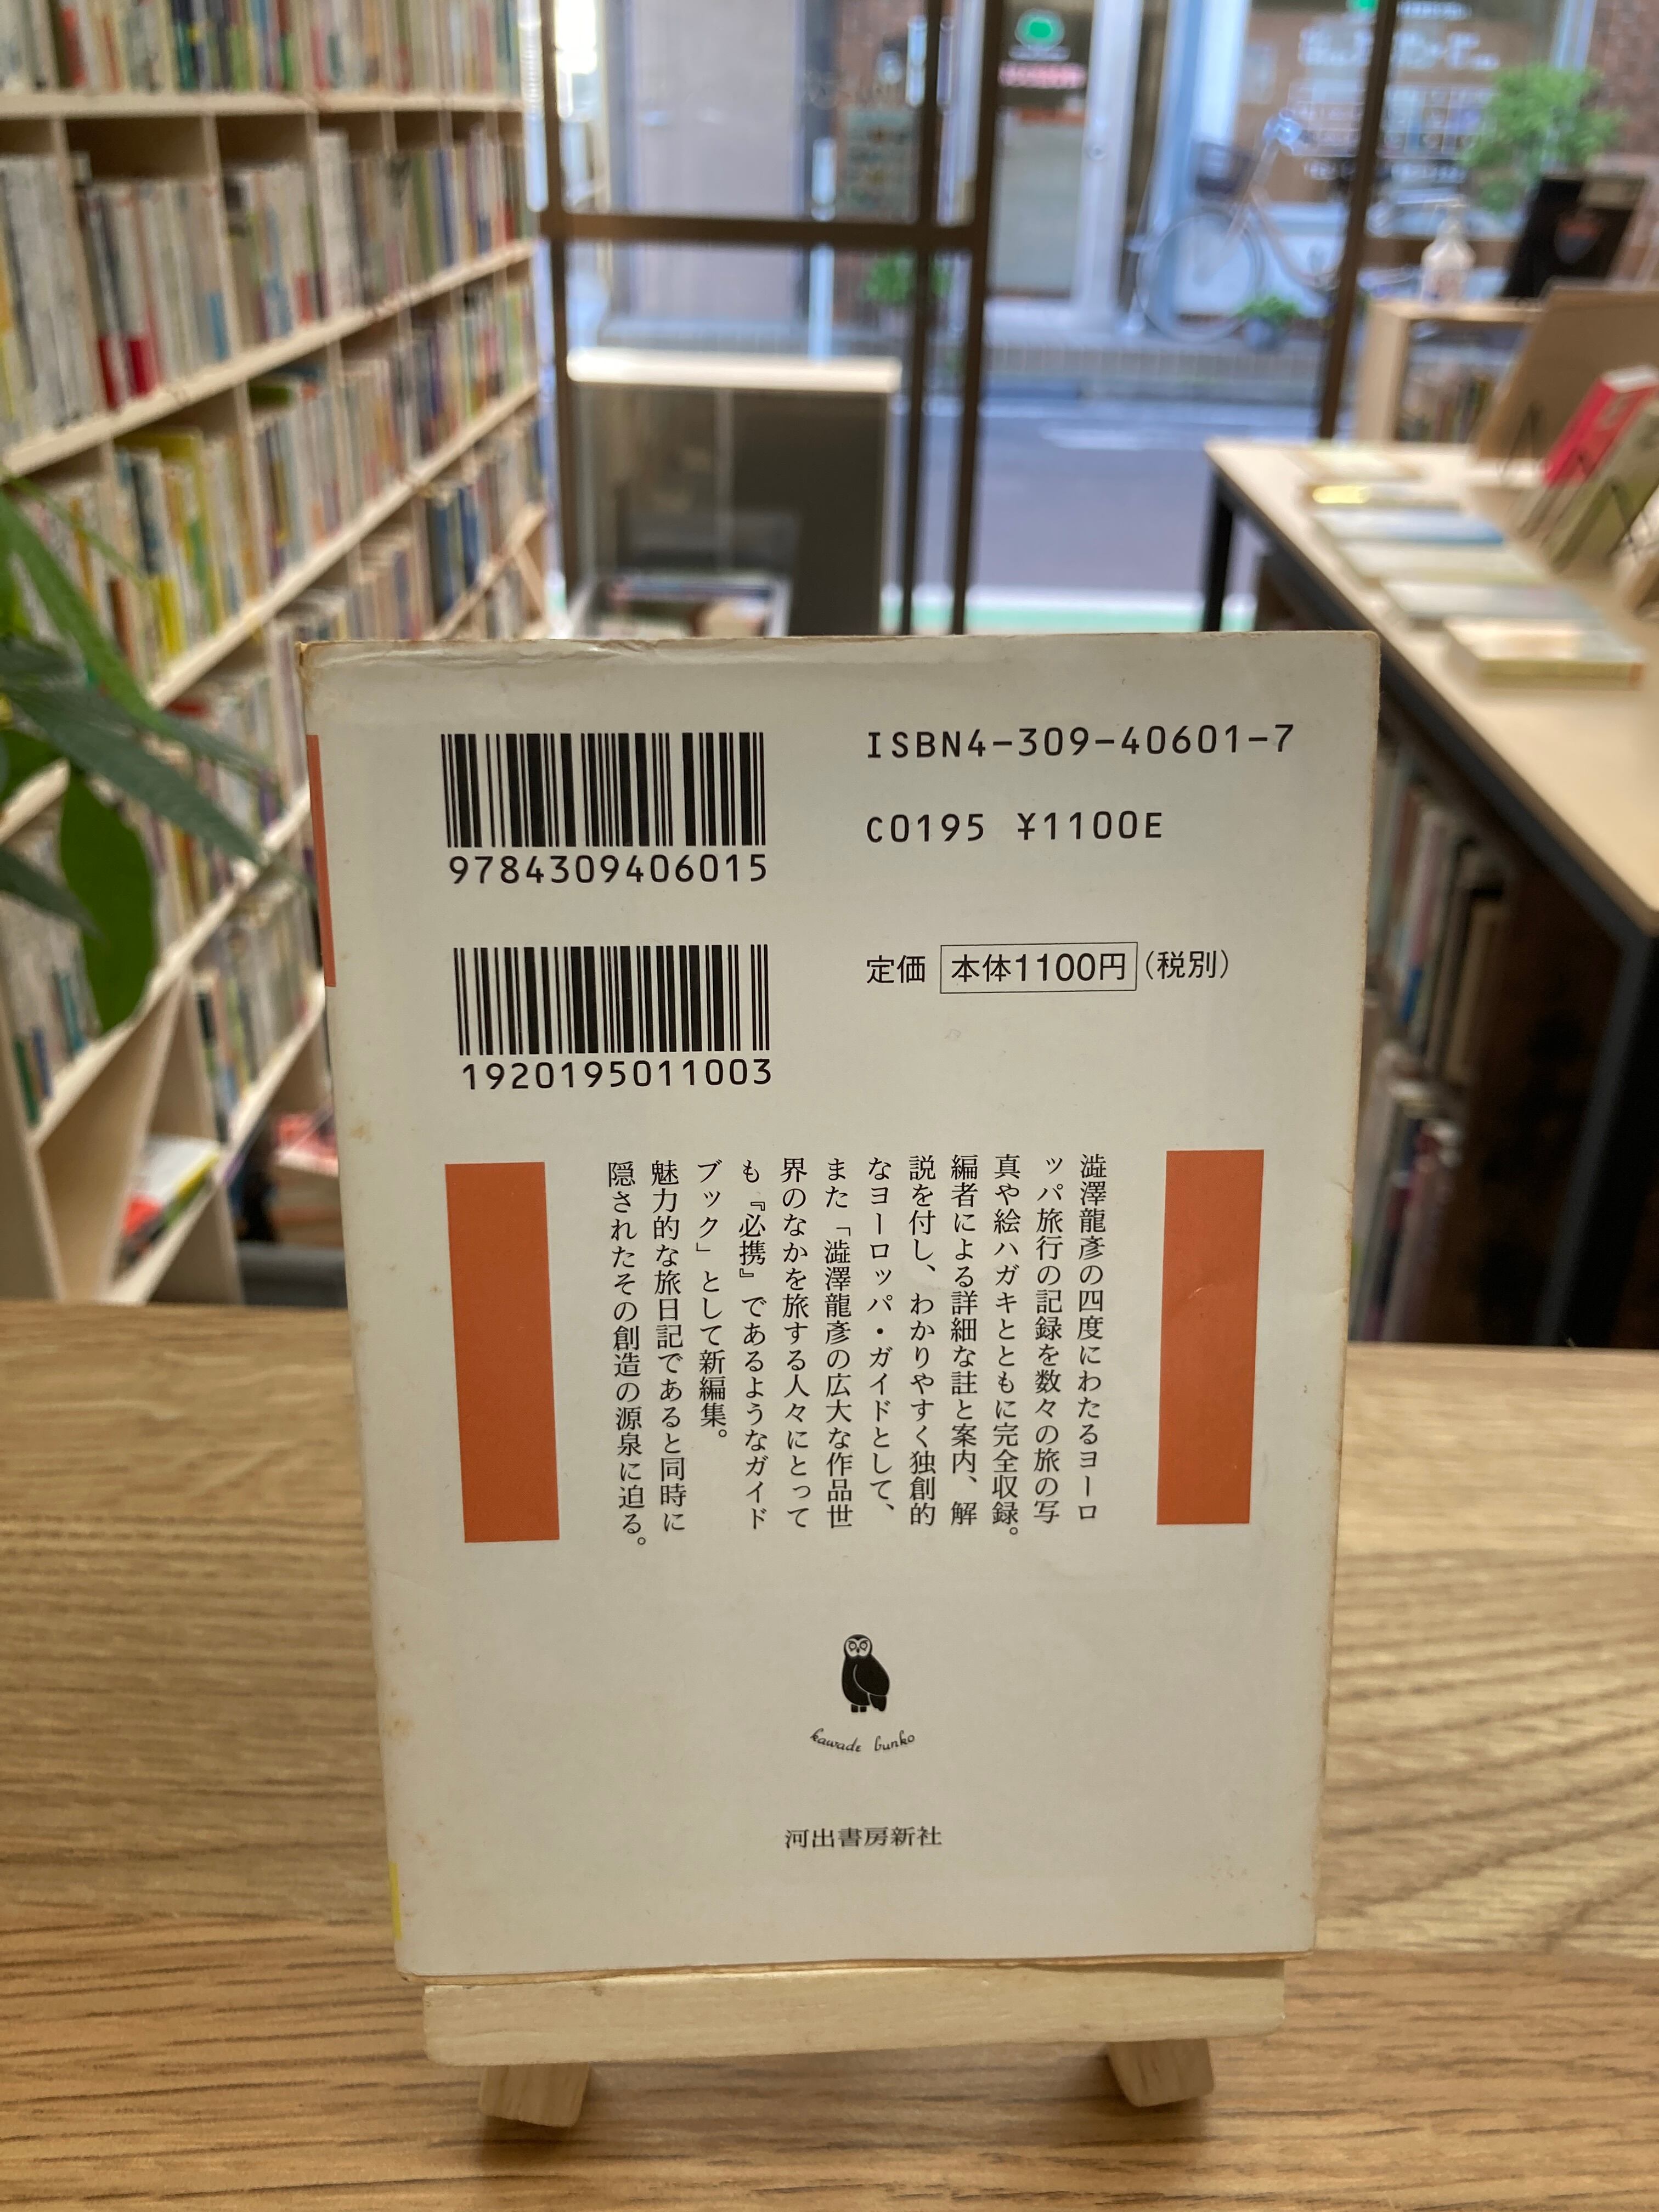 ISBN4-309-40601-7
C0195 ¥1100E
9784309406015
定価 本体1100円(税別)
1920195011003
澁澤龍彥の四度にわたるヨーロ
ッパ旅行の記録を数々の旅の写
真や絵ハガキとともに完全収録。
編者による詳細な註と案内、解
説を付し、わかりやすく独創的
なヨーロッパ・ガイドとして、
また「澁澤龍彥の広大な作品世
界のなかを旅する人々にとって
も『必携』であるようなガイド
ブック」として新編集。
魅力的な旅日記であると同時に
隠されたその創造の源泉に迫る。
kawade bunko
河出書房新社